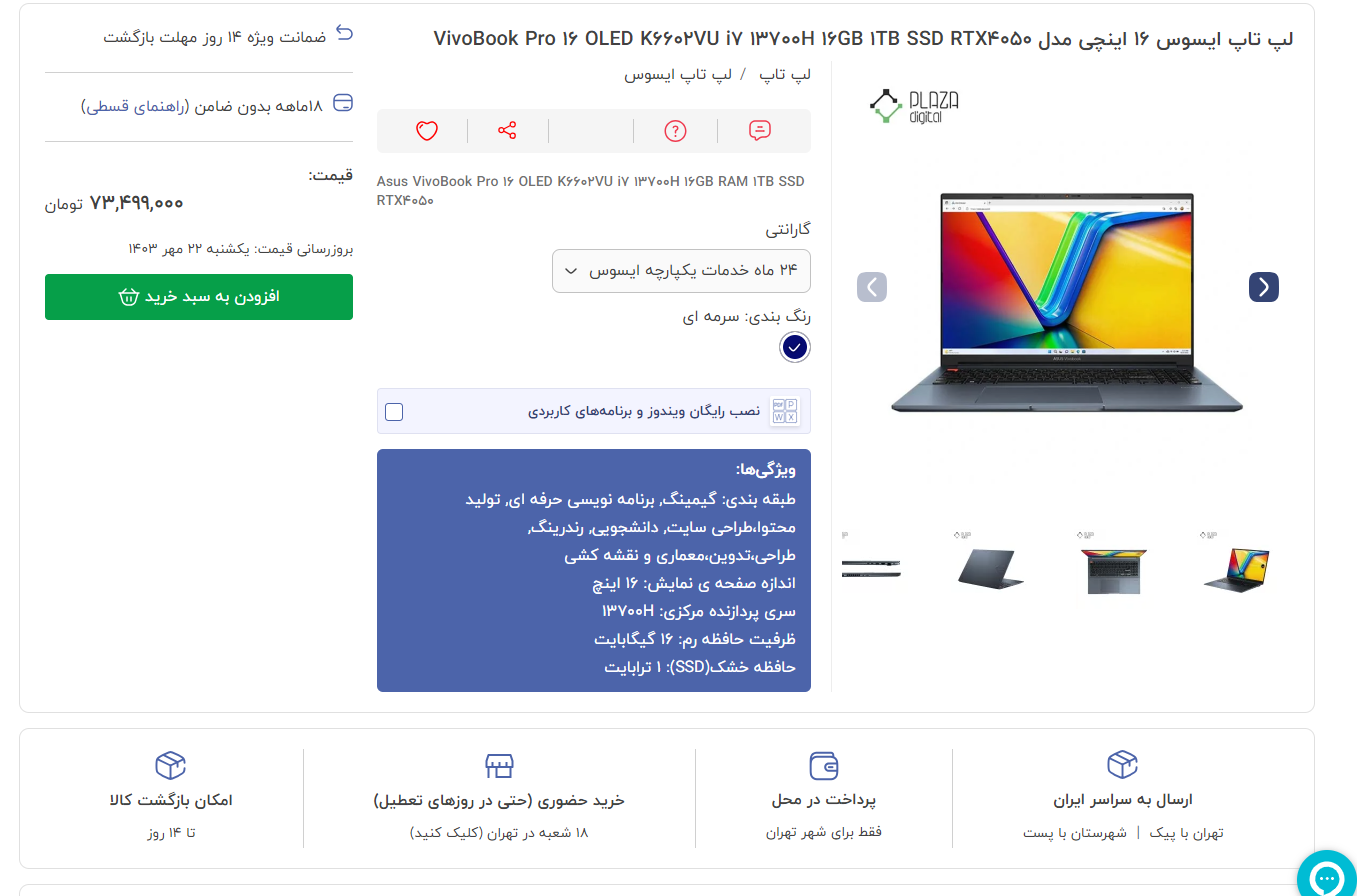 لپ تاپ ایسوس ۱۶ اینچی مدل VivoBook Pro ۱۶ OLED K۶۶۰۲VU i۷ ۱۳۷۰۰H ۱۶GB ۱TB SSD RTX۴۰۵۰
PLAZA
digital
لپ تاپ / لپ تاپ ایسوس
Asus VivoBook Pro ۱۶ OLED K۶۶۰۲VU i۷ ۱۳۷۰۰H ۱۶GB RAM ۱TB SSD
RTX۴۰۵۰
گارانتی
۲۴ ماه خدمات یکپارچه ایسوس
رنگ بندی: سرمه ای
نصب رایگان ویندوز و برنامه‌های کاربردی
ویژگی‌ها:
طبقه بندی: گیمینگ, برنامه نویسی حرفه ای, تولید
محتوا،طراحی سایت, دانشجویی, رندرینگ,
طراحی،تدوین،معماری و نقشه کشی
اندازه صفحه ی نمایش: ۱۶ اینچ
سری پردازنده مرکزی: ۱۳۷۰۰H
ظرفیت حافظه رم: ۱۶ گیگابایت
حافظه خشک(SSD): ۱ ترابایت
ضمانت ویژه ۱۴ روز مهلت بازگشت
۱۸ماهه بدون ضامن (راهنمای قسطی)
قیمت:
۷۳,۴۹۹,۰۰۰ تومان
بروزرسانی قیمت: یکشنبه ۲۲ مهر ۱۴۰۳
افزودن به سبد خرید
ارسال به سراسر ایران
تهران با پیک | شهرستان با پست
پرداخت در محل
فقط برای شهر تهران
خرید حضوری (حتی در روزهای تعطیل)
۱۸ شعبه در تهران (کلیک کنید)
امکان بازگشت کالا
تا ۱۴ روز